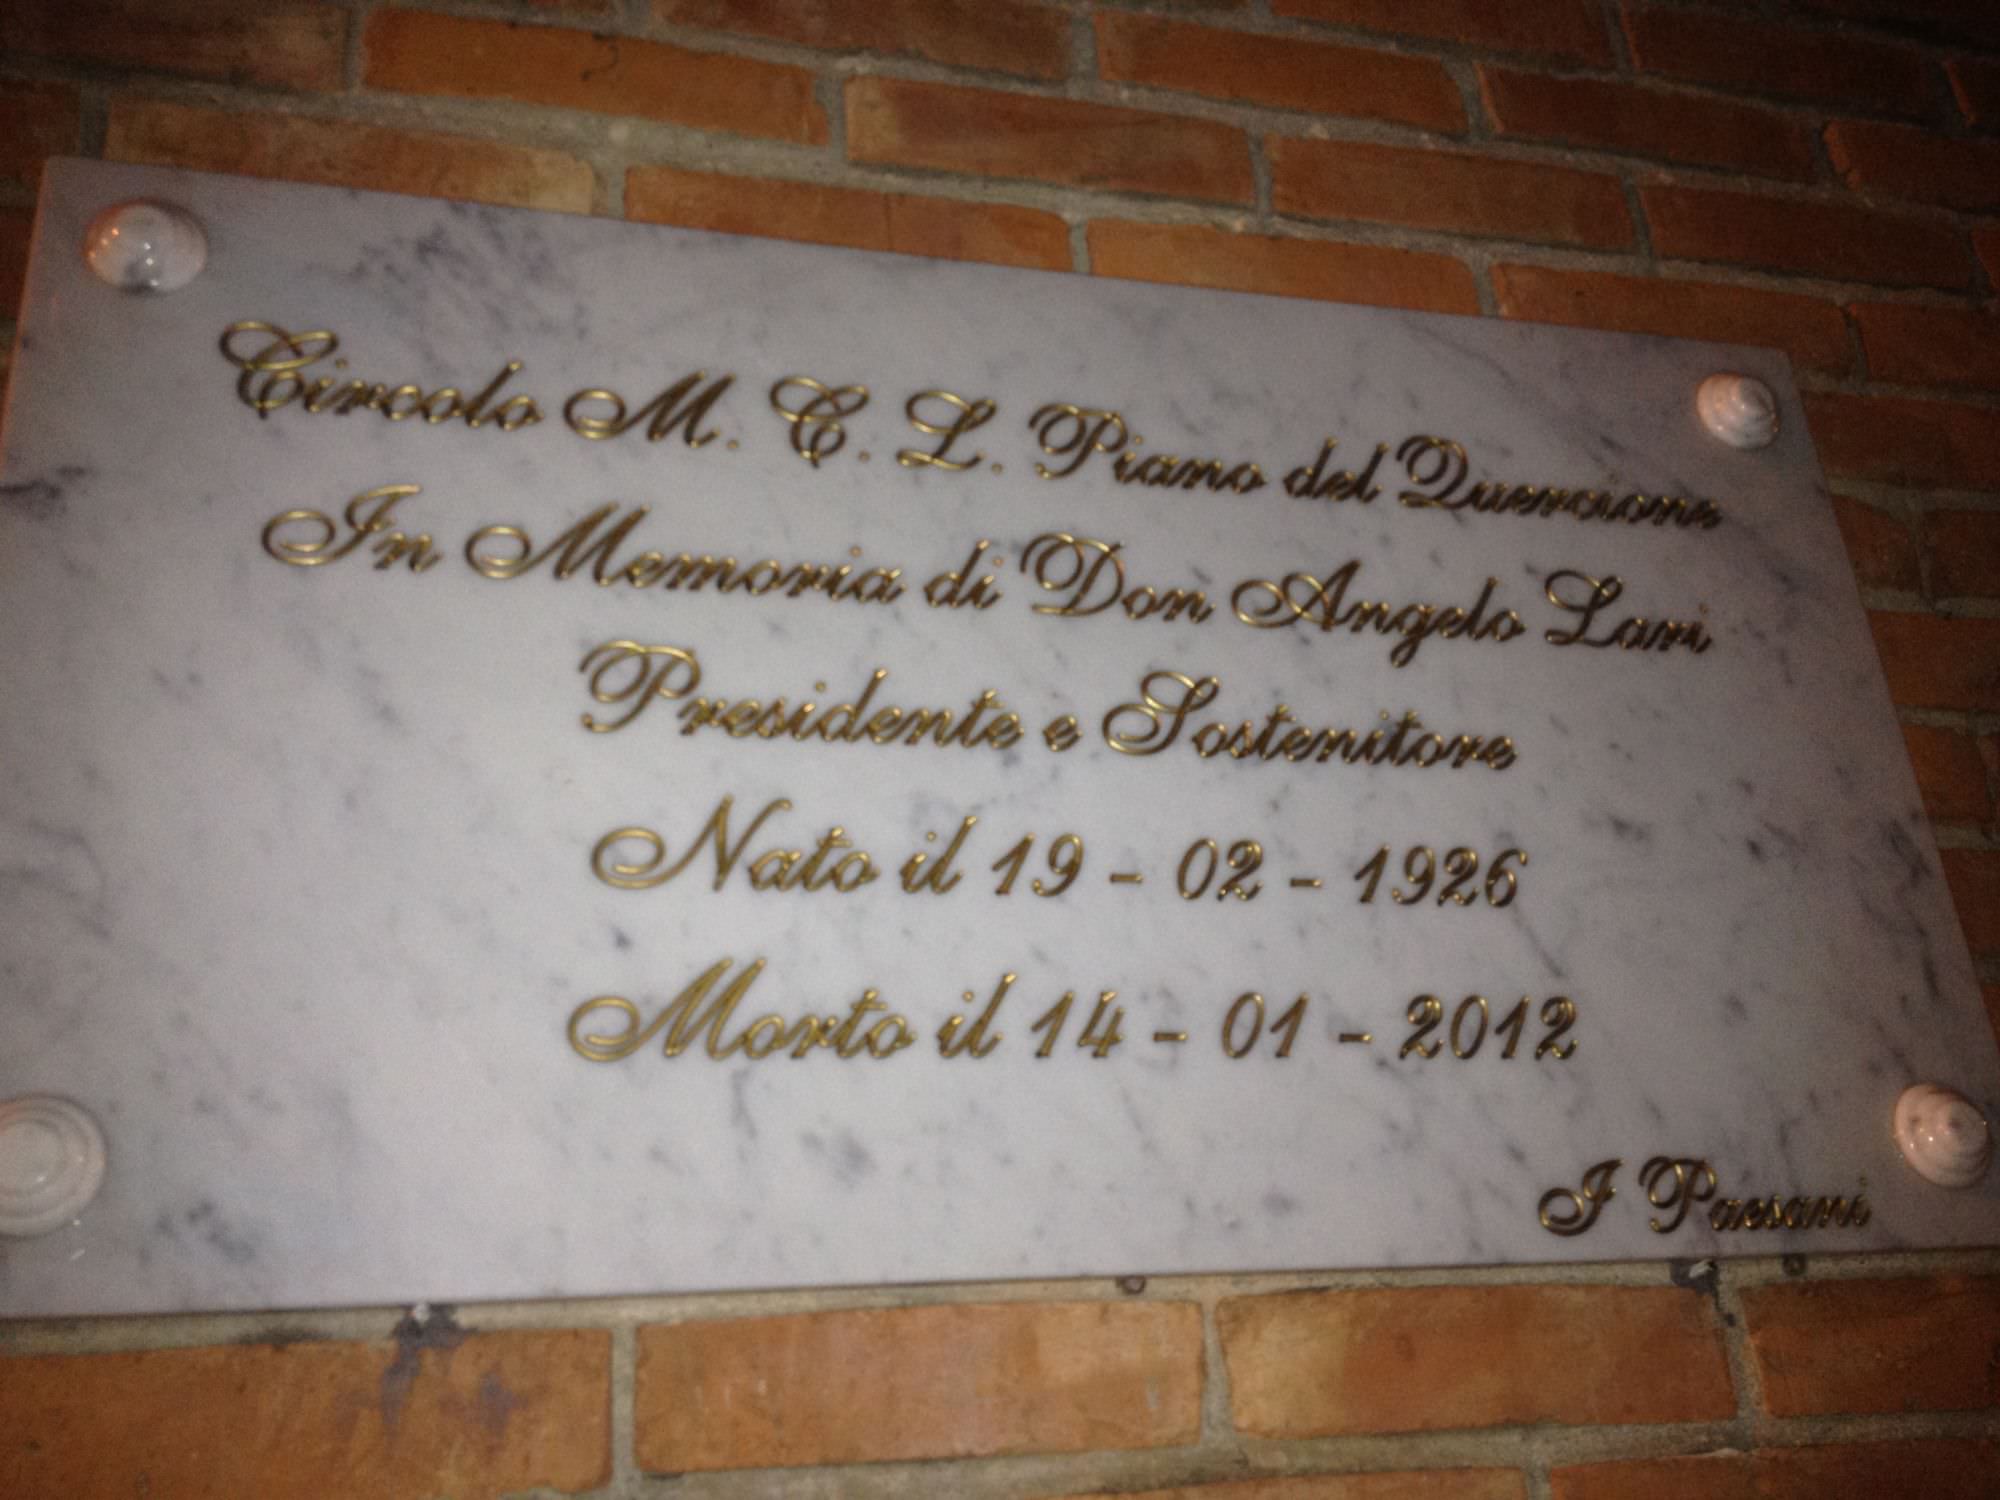 Circolo M. C. L. Piano del Quercione
In Memoria di Don Angelo Lari
Presidente e Sostenitore
Nato il 19 - 02 - 1926
Morto il 14 - 01 - 2012
I Paesani